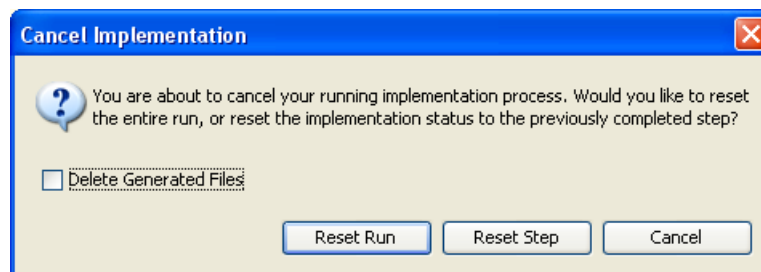 Cancel Implementation
You are about to cancel your running implementation process. Would you like to reset
the entire run, or reset the implementation status to the previously completed step?
Delete Generated Files
Reset Run Reset Step Cancel